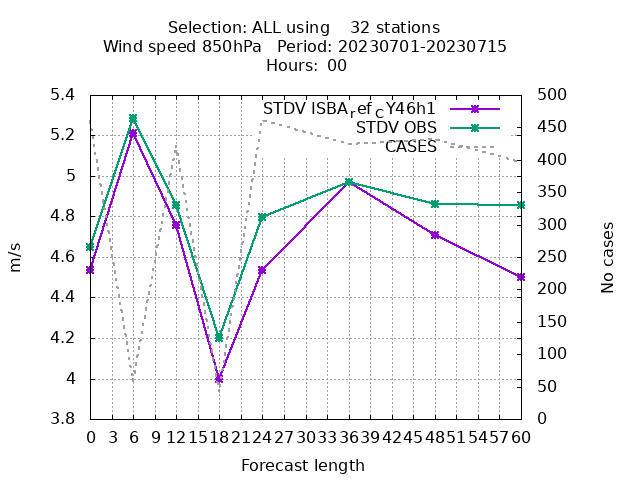 Selection: ALL using    32 stations
Wind speed 850hPa   Period: 20230701-20230715
Hours:  00
STDV ISBArefCY46h1
STDV OBS
CASES
5.4
5.2
5
4.8
4.6
4.4
4.2
4
3.8
m/s
500
450
400
350
300
250
200
150
100
50
0
No cases
0 3 6 9 12 15 18 21 24 27 30 33 36 39 42 45 48 51 54 57 60
Forecast length